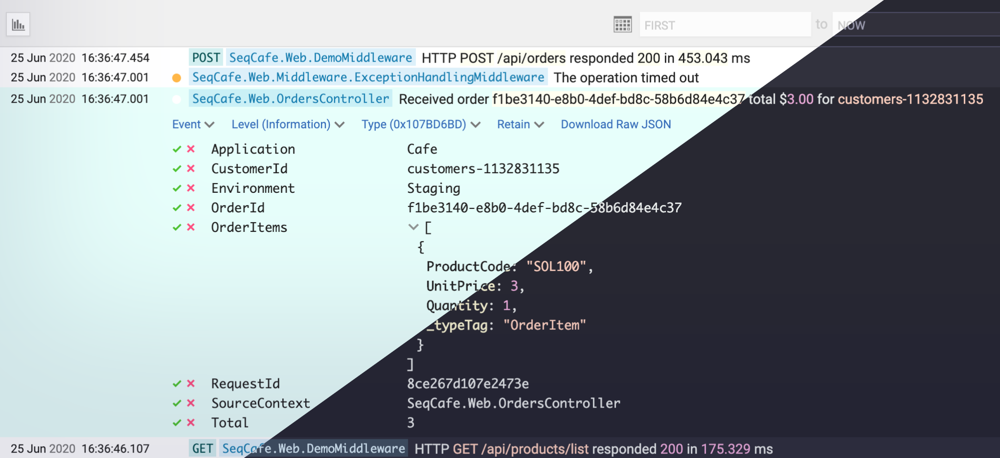 FIRST to NOW
25 Jun 2020 16:36:47.454 POST SeqCafe.Web.DemoMiddleware HTTP POST /api/orders responded 200 in 453.043 ms
25 Jun 2020 16:36:47.001 SeqCafe.Web.Middleware.ExceptionHandlingMiddleware The operation timed out
25 Jun 2020 16:36:47.001 SeqCafe.Web.OrdersController Received order f1be3140-e8b0-4def-bd8c-58b6d84e4c37 total $3.00 for customers-1132831135
Event Level (Information) Type (0x107BD6BD) Retain Download Raw JSON
Application Cafe
CustomerId customers-1132831135
Environment Staging
OrderId f1be3140-e8b0-4def-bd8c-58b6d84e4c37
OrderItems [
{
ProductCode: "SOL100",
UnitPrice: 3,
Quantity: 1,
_typeTag: "OrderItem"
}
]
RequestId 8ce267d107e2473e
SourceContext SeqCafe.Web.OrdersController
Total 3
25 Jun 2020 16:36:46.107 GET SeqCafe.Web.DemoMiddleware HTTP GET /api/products/list responded 200 in 175.329 ms